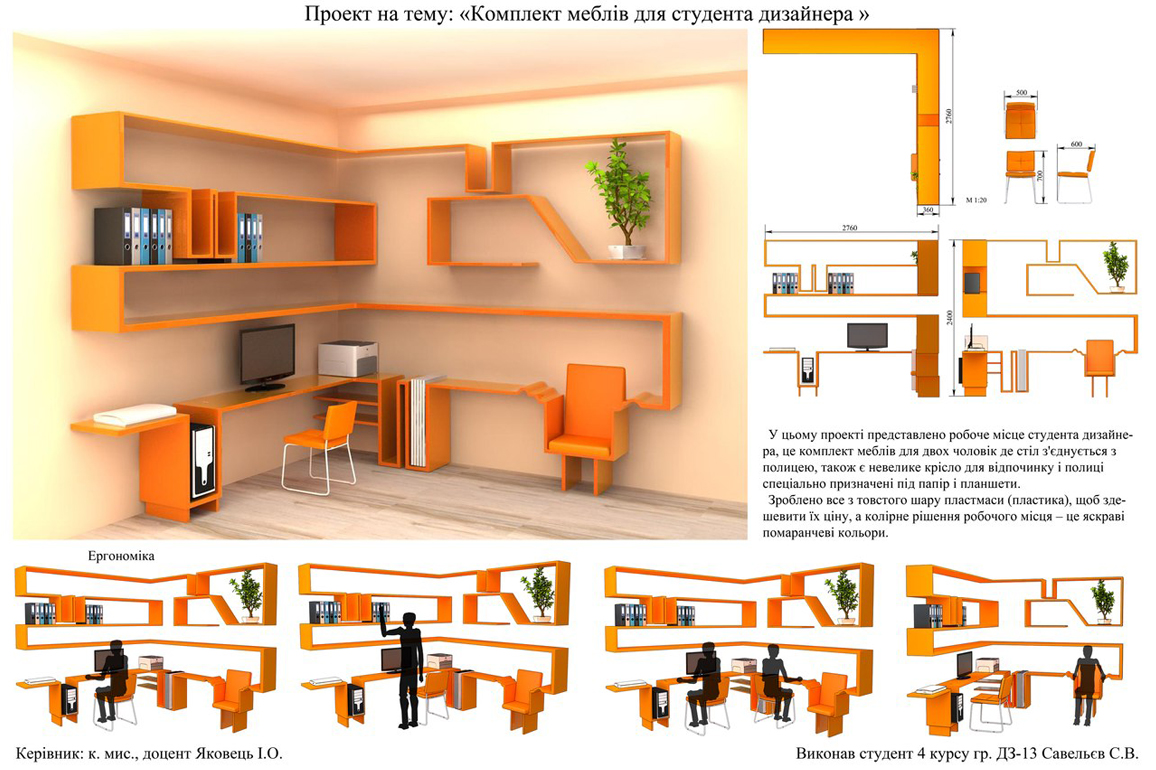 Проект на тему: «Комплект меблів для студента дизайнера »
2760
360
500
600
700
М 1:20
2760
2400
У цьому проекті представлено робоче місце студента дизайне-
ра, це комплект меблів для двох чоловік де стіл з'єднується з
полицею, також є невелике крісло для відпочинку і полиці
спеціально призначені під папір і планшети.
Зроблено все з товстого шару пластмаси (пластика), щоб зде-
шевити їх ціну, а колірне рішення робочого місця – це яскраві
помаранчеві кольори.
Ергономіка
Керівник: к. мис., доцент Яковець І.О.
Виконав студент 4 курсу гр. ДЗ-13 Савельєв С.В.